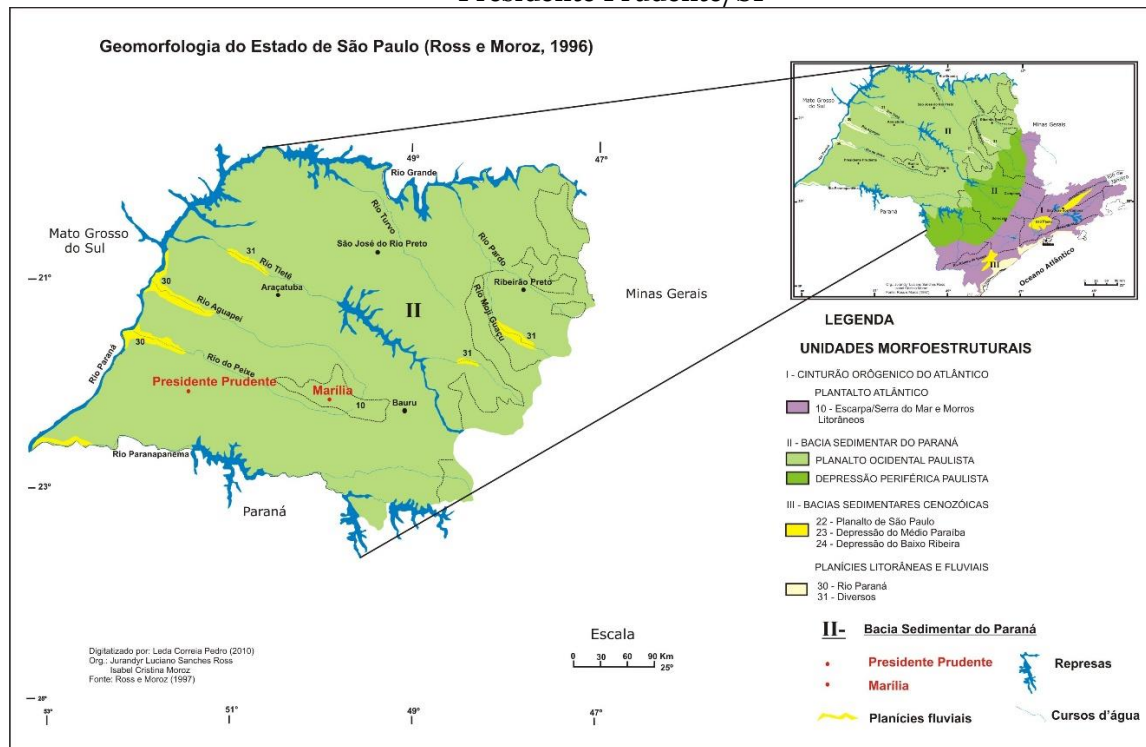 Presidente Prudente/SP
Geomorfologia do Estado de São Paulo (Ross e Moroz, 1996)
49°
47°
Rio Grande
Mato Grosso
do Sul
Rio Turvo
Rio Pardo
São José do Rio Preto
31
Rio Tietê
21°
30
Araçatuba
II
Ribeirão Preto
Rio Moji Guaçu
Minas Gerais
Rio Aguapei
31
30
31
Rio Paraná
Rio do Peixe
Presidente Prudente
Marília
10
Bauru
Rio Paranapanema
23°
Paraná
Escala
0 30 60 90 Km
25°
Digitatizado por: Leda Correia Pedro (2010)
Org.: Jurandyr Luciano Sanches Ross
Isabel Cristina Moroz
Fonte: Ross e Moroz (1997)
53°
51°
49°
47°
Mato Grosso
do Sul
Minas Gerais
II
II
I
III
Presidente Prudente
Paraná
Oceano Atlântico
LEGENDA
UNIDADES MORFOESTRUTURAIS
I - CINTURÃO ORÔGENICO DO ATLÂNTICO
PLANTALTO ATLÂNTICO
10 - Escarpa/Serra do Mar e Morros
Litorâneos
II - BACIA SEDIMENTAR DO PARANÁ
PLANALTO OCIDENTAL PAULISTA
DEPRESSÃO PERIFÉRICA PAULISTA
III - BACIAS SEDIMENTARES CENOZÓICAS
22 - Planalto de São Paulo
23 - Depressão do Médio Paraíba
24 - Depressão do Baixo Ribeira
PLANÍCIES LITORÂNEAS E FLUVIAIS
30 - Rio Paraná
31 - Diversos
II- Bacia Sedimentar do Paraná
Presidente Prudente
Marília
Represas
Planícies fluviais
Cursos d'água